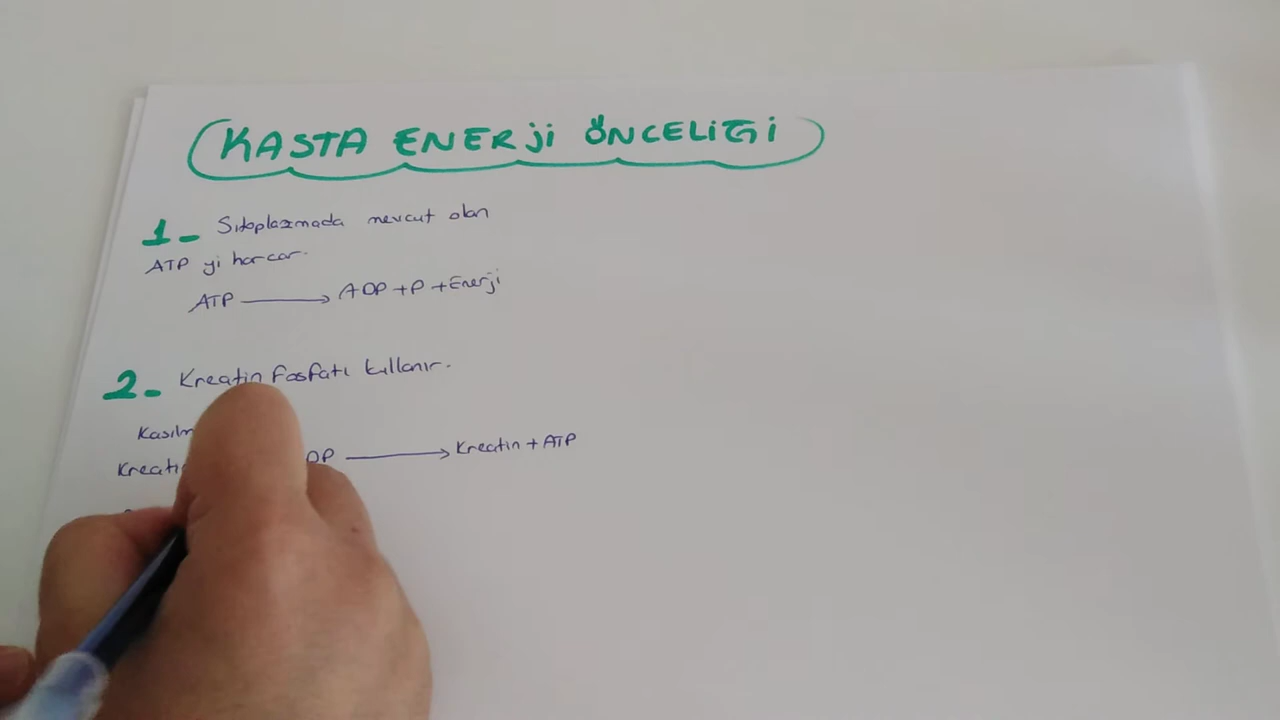 KASTA ENERJİ ÖNCELİĞİ
1- Sitoplazmada mevcut olan
ATP yi harcar.
ATP → ADP + P + Enerji
2- Kreatin fosfatı kullanır.
DP → Kreatin + ATP